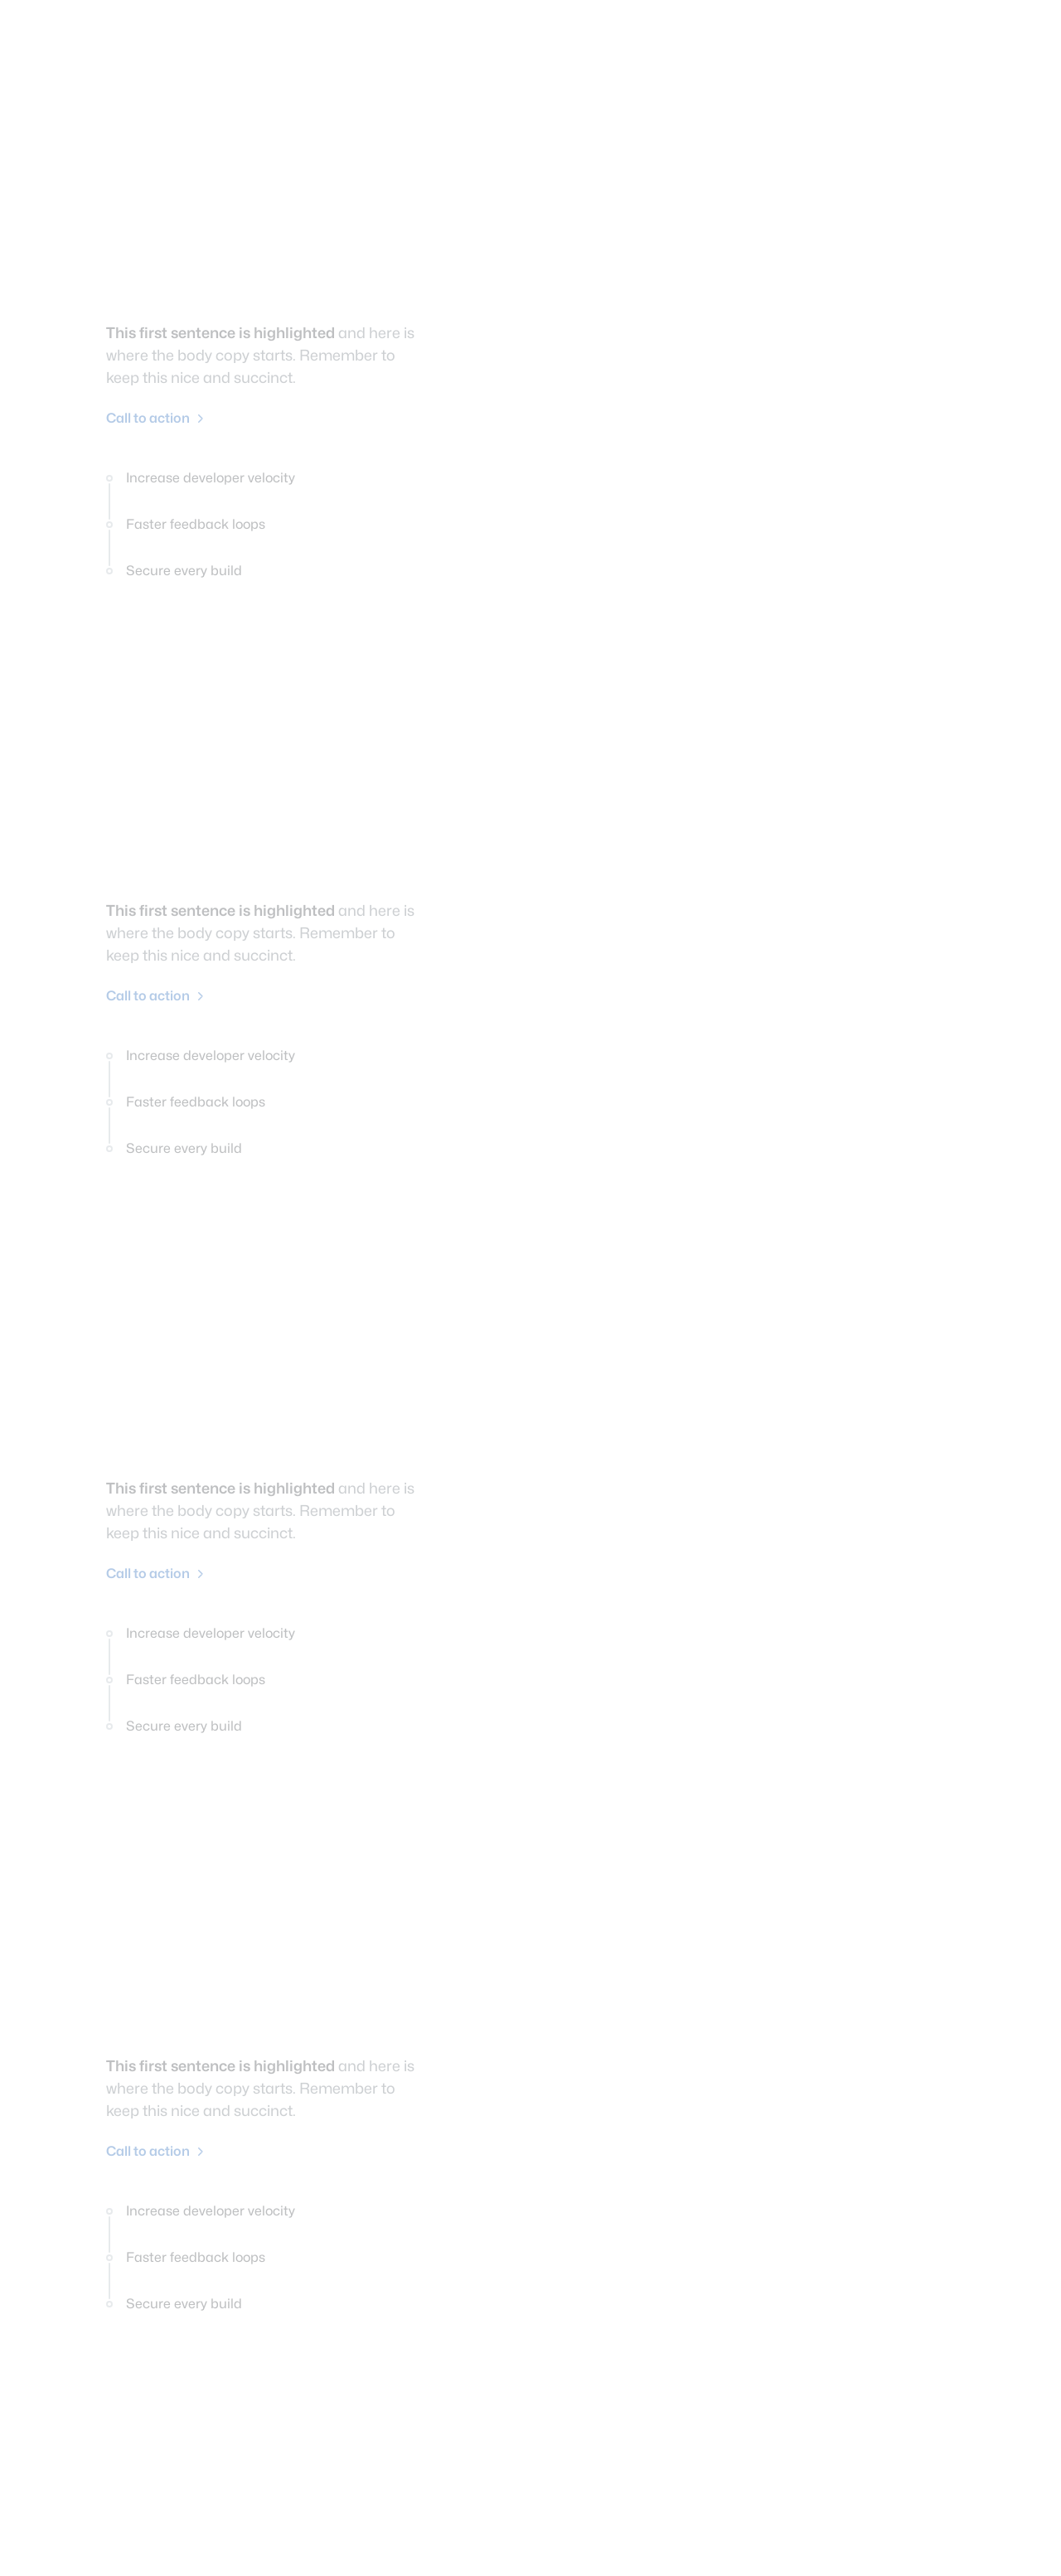 This first sentence is highlighted and here is
where the body copy starts. Remember to
keep this nice and succinct.
Call to action
Increase developer velocity
Faster feedback loops
Secure every build
This first sentence is highlighted and here is
where the body copy starts. Remember to
keep this nice and succinct.
Call to action
Increase developer velocity
Faster feedback loops
Secure every build
This first sentence is highlighted and here is
where the body copy starts. Remember to
keep this nice and succinct.
Call to action
Increase developer velocity
Faster feedback loops
Secure every build
This first sentence is highlighted and here is
where the body copy starts. Remember to
keep this nice and succinct.
Call to action
Increase developer velocity
Faster feedback loops
Secure every build